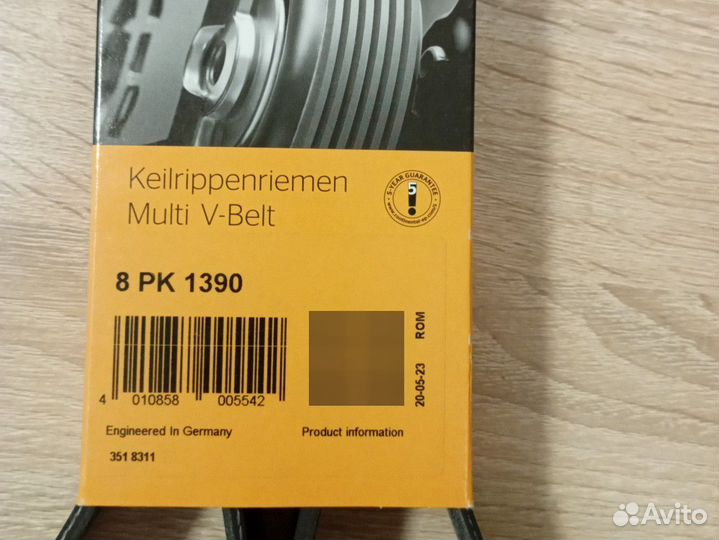 Keilrippenriemen
Multi V-Belt
5-YEAR GUARANTEE
5
8 PK 1390
4 010858 005542
20-05-23 ROM
Engineered In Germany
Product information
351 8311
Avito